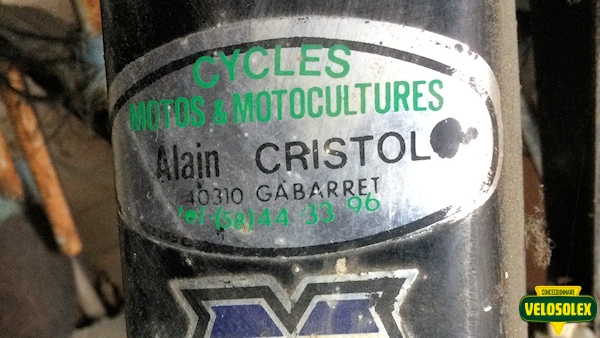 CYCLES
MOTOS & MOTOCULTURES
Alain CRISTOL
40310 GABARRET
tel (58) 44 33 96
CONCESSIONNAIRE
VELOSOLEX